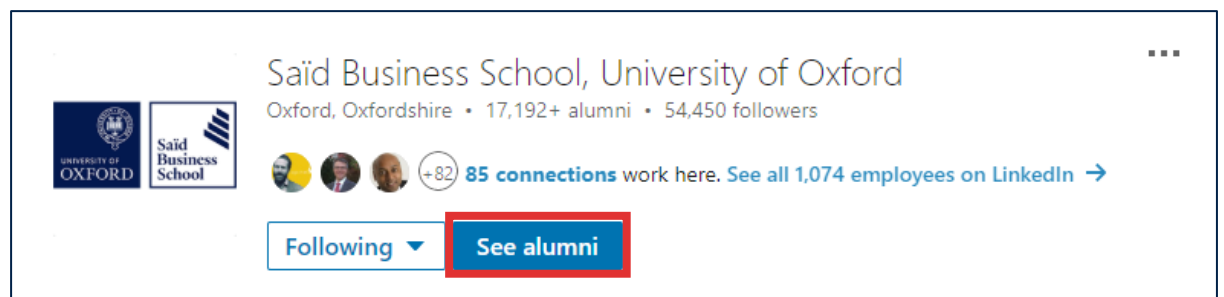 Saïd Business School, University of Oxford
Oxford, Oxfordshire • 17,192+ alumni • 54,450 followers
UNIVERSITY OF
OXFORD
Saïd
Business
School
+82 85 connections work here. See all 1,074 employees on LinkedIn →
Following
See alumni